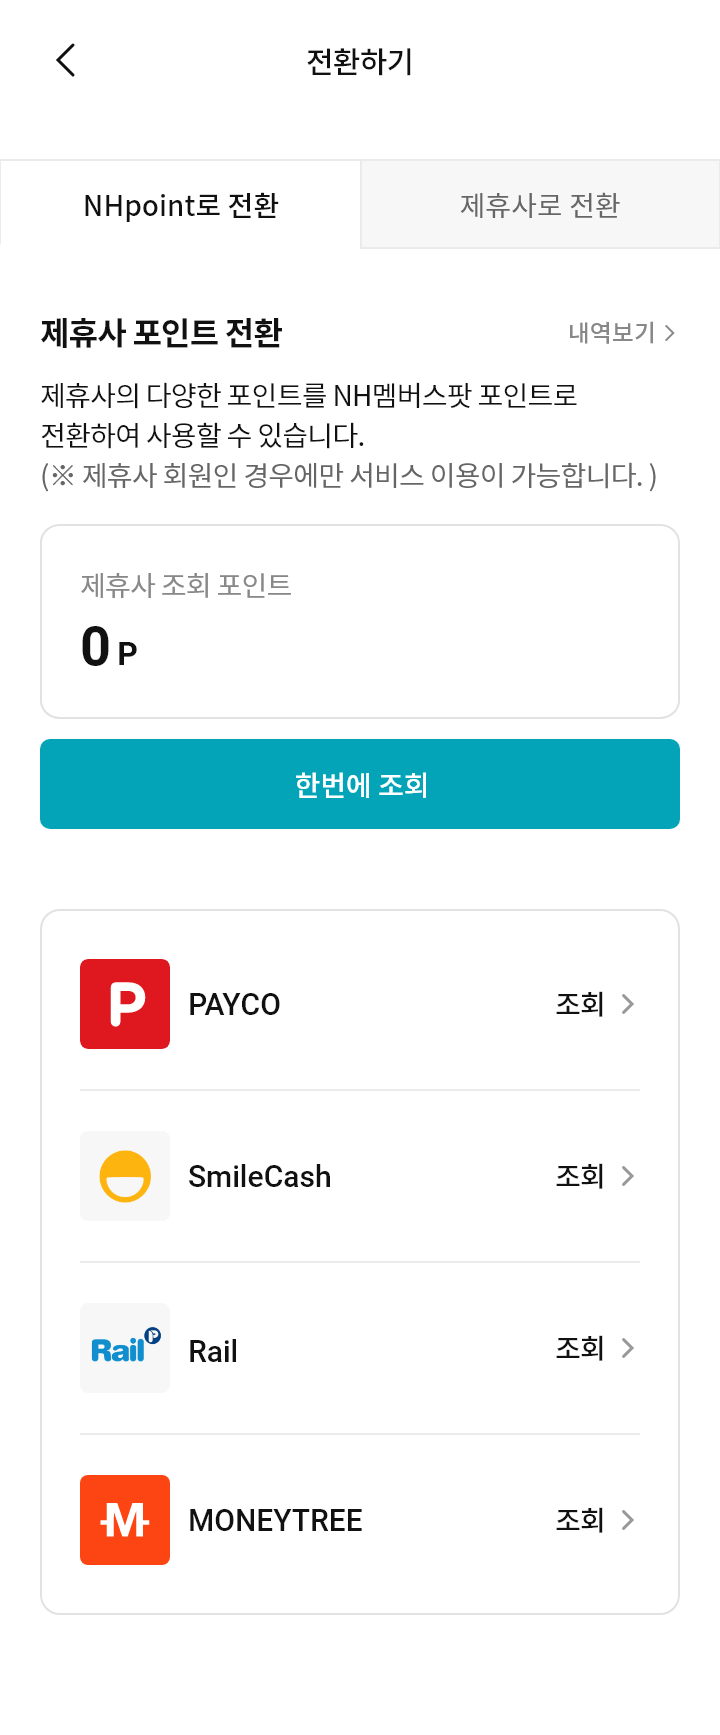 전환하기
NHpoint로 전환
제휴사로 전환
제휴사 포인트 전환
내역보기
제휴사의 다양한 포인트를 NH멤버스팟 포인트로
전환하여 사용할 수 있습니다.
(※ 제휴사 회원인 경우에만 서비스 이용이 가능합니다. )
제휴사 조회 포인트
0 P
한번에 조회
P
PAYCO
조회
SmileCash
조회
Rail P
Rail
조회
M
MONEYTREE
조회